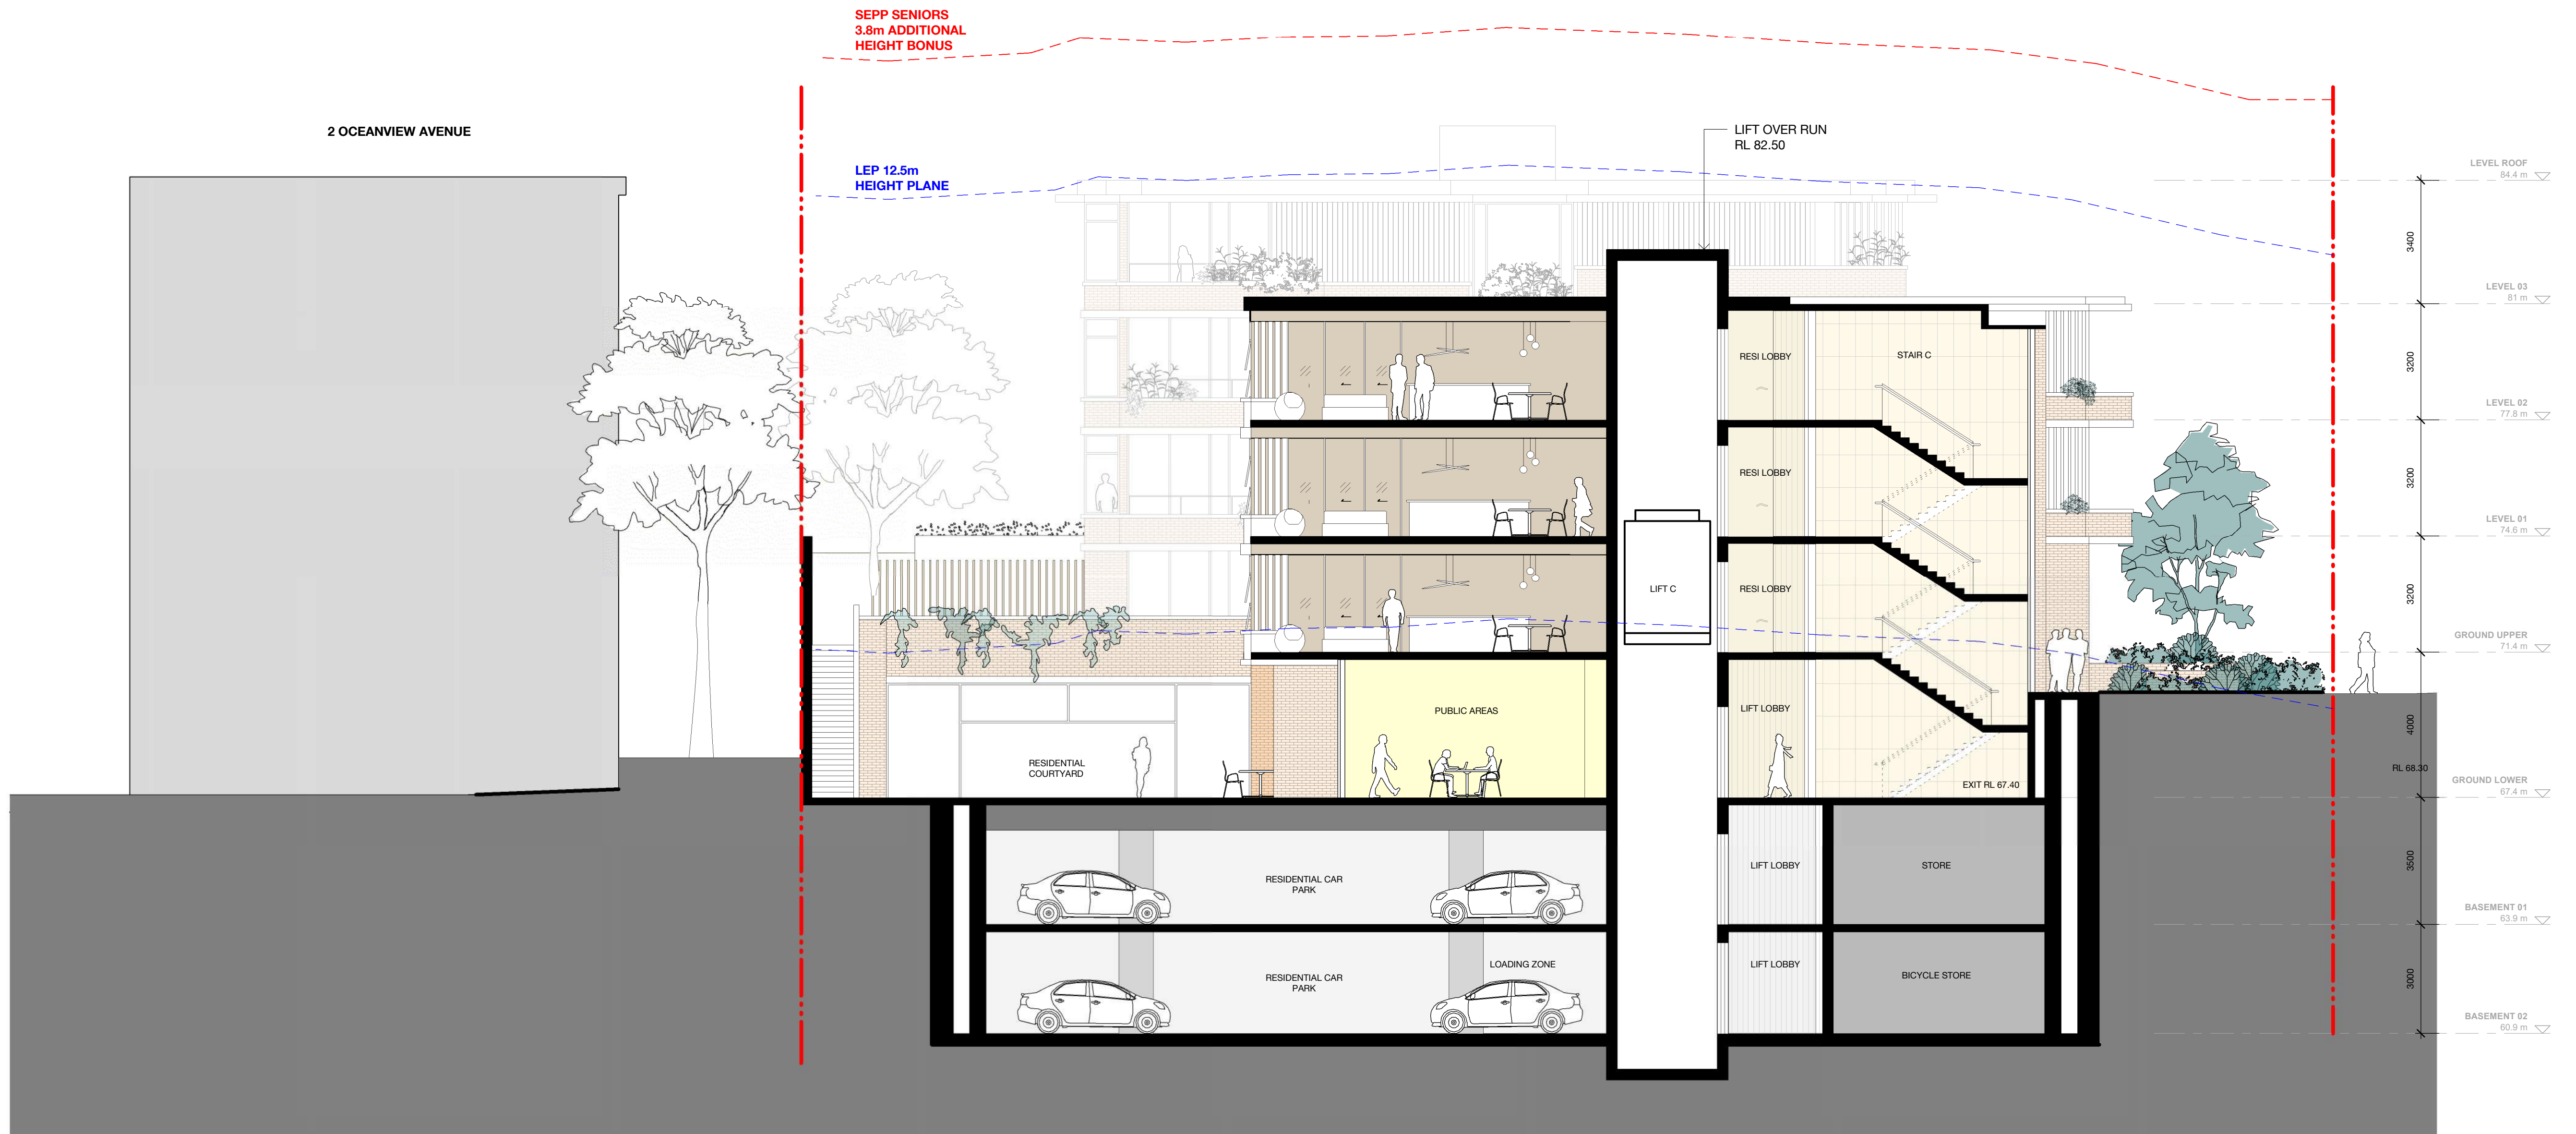 SEPP SENIORS
3.8m ADDITIONAL
HEIGHT BONUS
2 OCEANVIEW AVENUE
LIFT OVER RUN
RL 82.50
LEP 12.5m
HEIGHT PLANE
LEVEL ROOF
84.4 m
3400
LEVEL 03
81 m
RESI LOBBY
STAIR C
3200
LEVEL 02
77.8 m
RESI LOBBY
3200
LEVEL 01
74.6 m
LIFT C
RESI LOBBY
3200
GROUND UPPER
71.4 m
PUBLIC AREAS
LIFT LOBBY
4000
RESIDENTIAL
COURTYARD
RL 68.30
EXIT RL 67.40
GROUND LOWER
67.4 m
RESIDENTIAL CAR
PARK
LIFT LOBBY
STORE
3500
BASEMENT 01
63.9 m
RESIDENTIAL CAR
PARK
LOADING ZONE
LIFT LOBBY
BICYCLE STORE
3000
BASEMENT 02
60.9 m